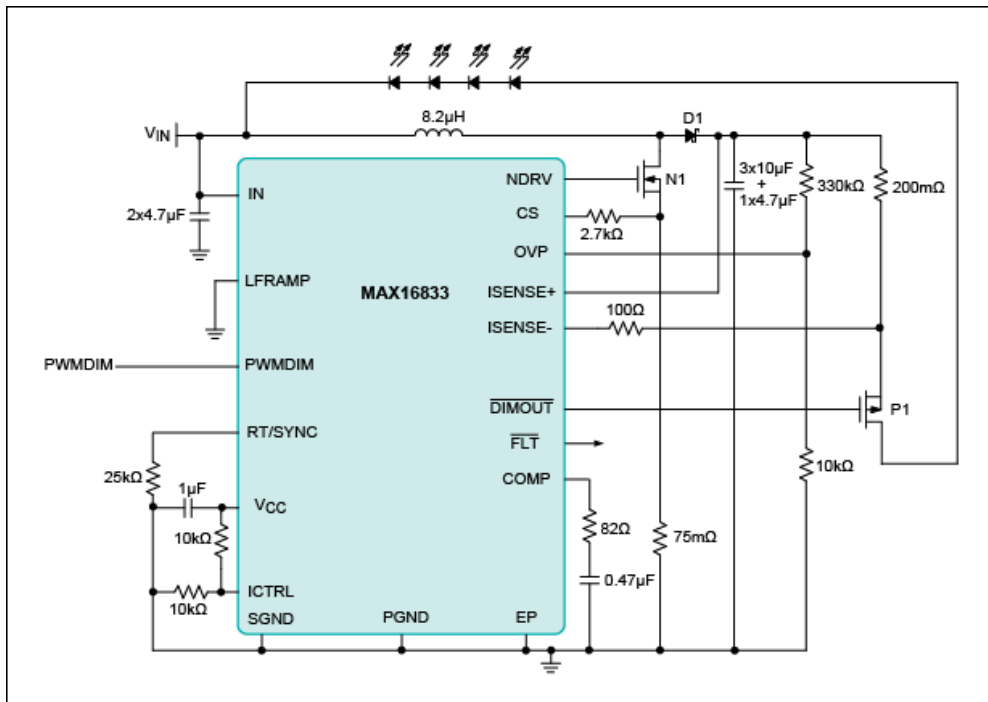 8.2µH
D1
VIN
NDRV
N1
3x10µF
+
1x4.7µF
330kΩ
200mΩ
IN
CS
2x4.7µF
2.7kΩ
OVP
LFRAMP
MAX16833
ISENSE+
100Ω
ISENSE-
PWMDIM
PWMDIM
DIMOUT
P1
RT/SYNC
FLT
25kΩ
1µF
COMP
10kΩ
VCC
82Ω
10kΩ
75mΩ
0.47µF
ICTRL
10kΩ
SGND
PGND
EP